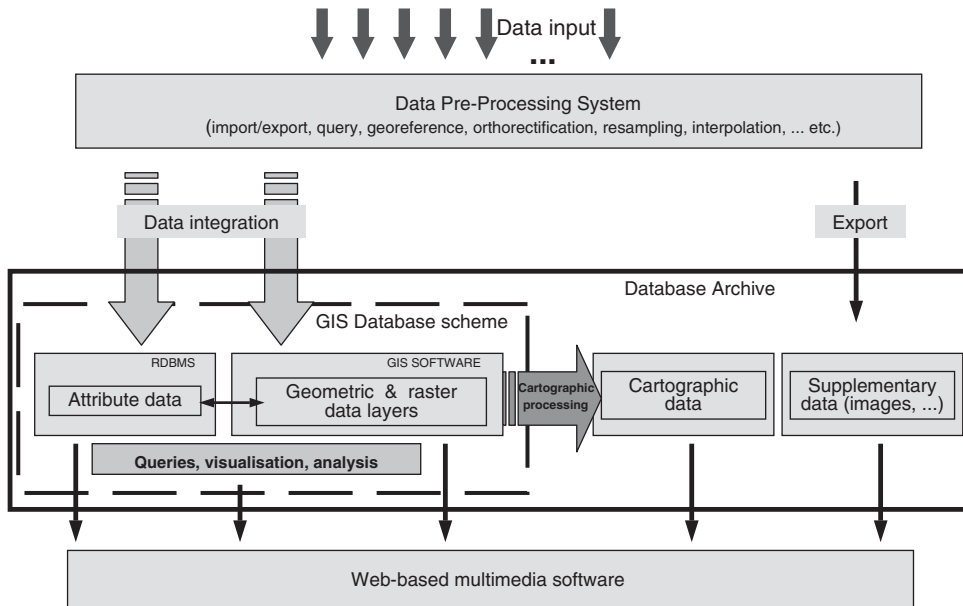 Data input
...
Data Pre-Processing System
(import/export, query, georeference, orthorectification, resampling, interpolation, ... etc.)
Data integration
Export
Database Archive
GIS Database scheme
RDBMS
GIS SOFTWARE
Attribute data
Geometric & raster
data layers
Cartographic
processing
Cartographic
data
Supplementary
data (images, ...)
Queries, visualisation, analysis
Web-based multimedia software